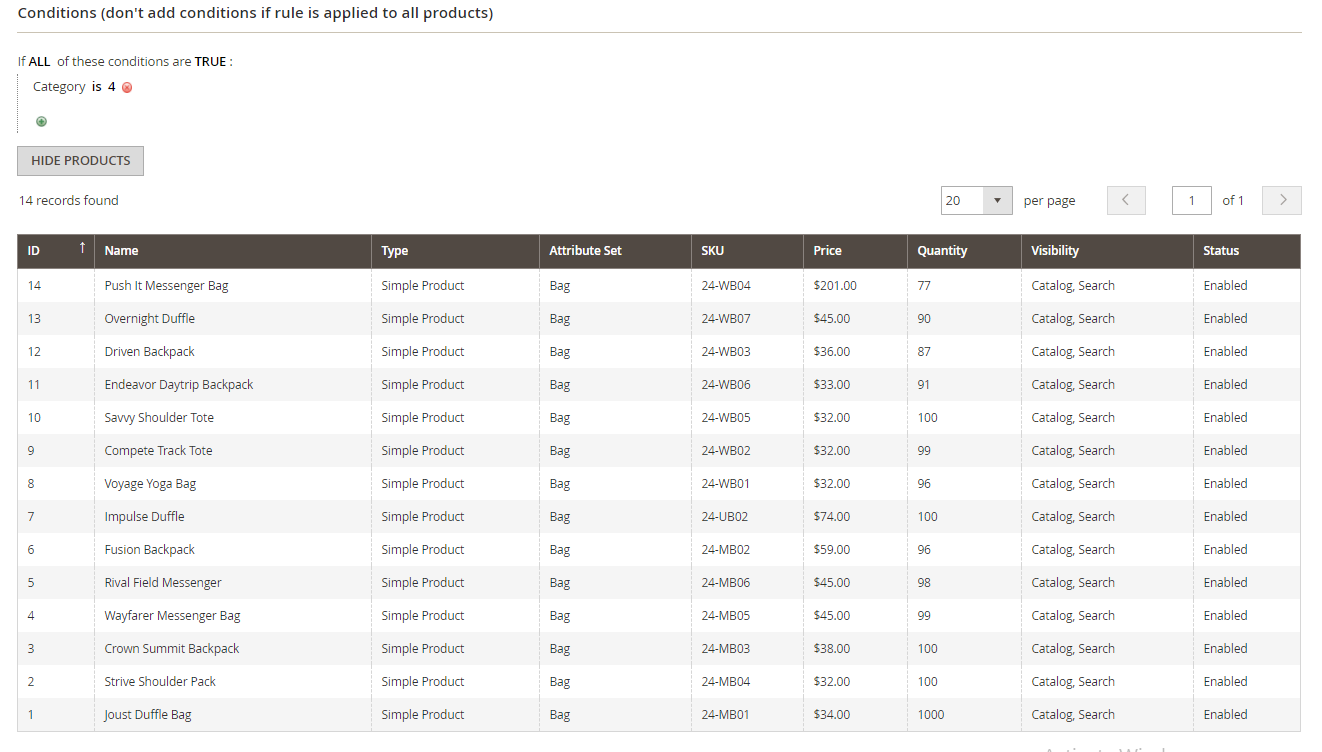 Conditions (don't add conditions if rule is applied to all products)
If ALL of these conditions are TRUE :
Category is 4
HIDE PRODUCTS
14 records found 20 per page 1 of 1
ID ↑ Name Type Attribute Set SKU Price Quantity Visibility Status
14 Push It Messenger Bag Simple Product Bag 24-WB04 $201.00 77 Catalog, Search Enabled
13 Overnight Duffle Simple Product Bag 24-WB07 $45.00 90 Catalog, Search Enabled
12 Driven Backpack Simple Product Bag 24-WB03 $36.00 87 Catalog, Search Enabled
11 Endeavor Daytrip Backpack Simple Product Bag 24-WB06 $33.00 91 Catalog, Search Enabled
10 Savvy Shoulder Tote Simple Product Bag 24-WB05 $32.00 100 Catalog, Search Enabled
9 Compete Track Tote Simple Product Bag 24-WB02 $32.00 99 Catalog, Search Enabled
8 Voyage Yoga Bag Simple Product Bag 24-WB01 $32.00 96 Catalog, Search Enabled
7 Impulse Duffle Simple Product Bag 24-UB02 $74.00 100 Catalog, Search Enabled
6 Fusion Backpack Simple Product Bag 24-MB02 $59.00 96 Catalog, Search Enabled
5 Rival Field Messenger Simple Product Bag 24-MB06 $45.00 98 Catalog, Search Enabled
4 Wayfarer Messenger Bag Simple Product Bag 24-MB05 $45.00 99 Catalog, Search Enabled
3 Crown Summit Backpack Simple Product Bag 24-MB03 $38.00 100 Catalog, Search Enabled
2 Strive Shoulder Pack Simple Product Bag 24-MB04 $32.00 100 Catalog, Search Enabled
1 Joust Duffle Bag Simple Product Bag 24-MB01 $34.00 1000 Catalog, Search Enabled